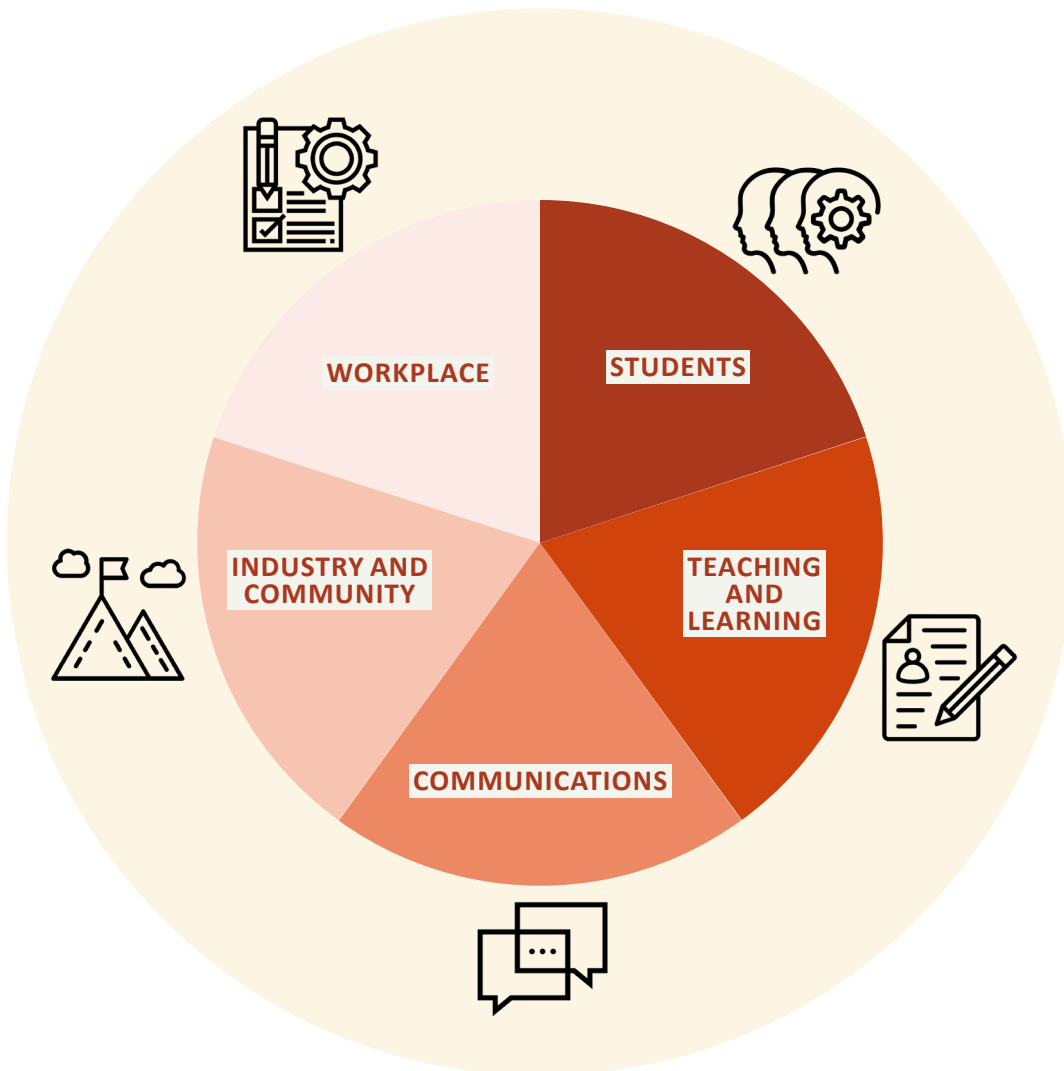 STUDENTS
WORKPLACE
INDUSTRY AND
COMMUNITY
TEACHING
AND
LEARNING
COMMUNICATIONS